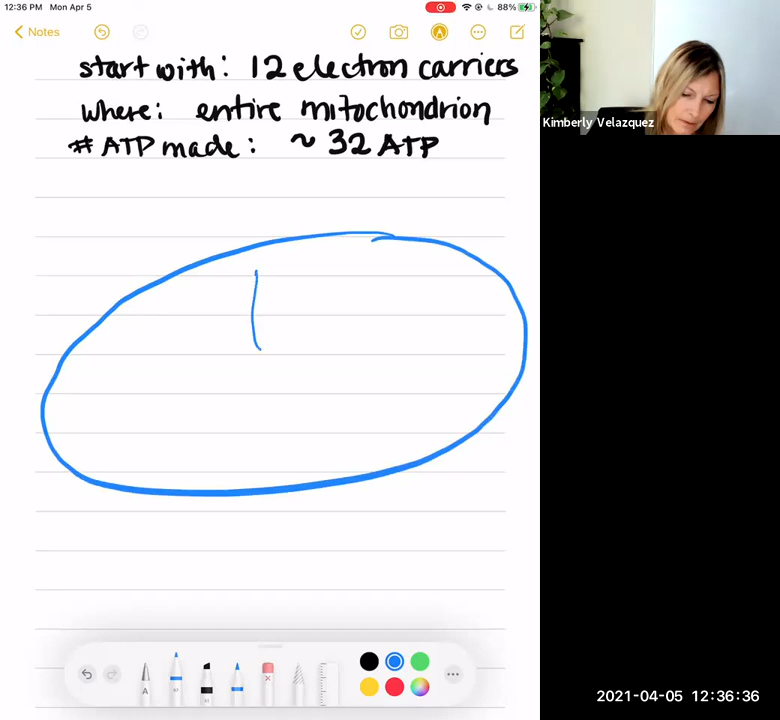 12:36 PM Mon Apr 5
88%
Notes
start with: 12 electron carriers
where: entire mitochondrion
# ATP made: ~ 32 ATP
Kimberly Velazquez
A
2021-04-05 12:36:36